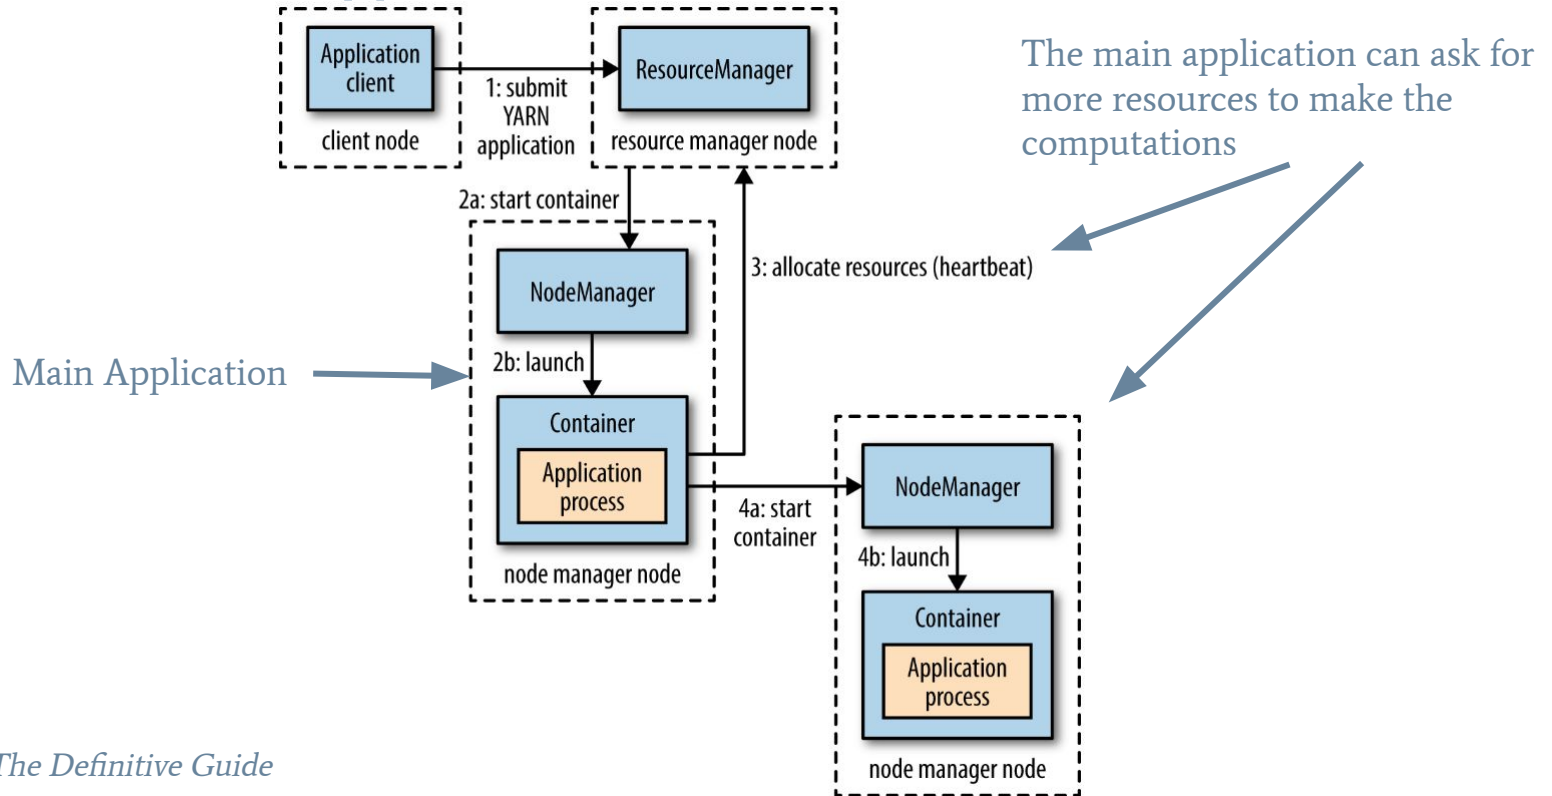 Application
client
client node
1: submit
YARN
application
ResourceManager
resource manager node
The main application can ask for
more resources to make the
computations
2a: start container
NodeManager
2b: launch
Container
Application
process
node manager node
3: allocate resources (heartbeat)
Main Application
4a: start
container
NodeManager
4b: launch
Container
Application
process
node manager node
The Definitive Guide